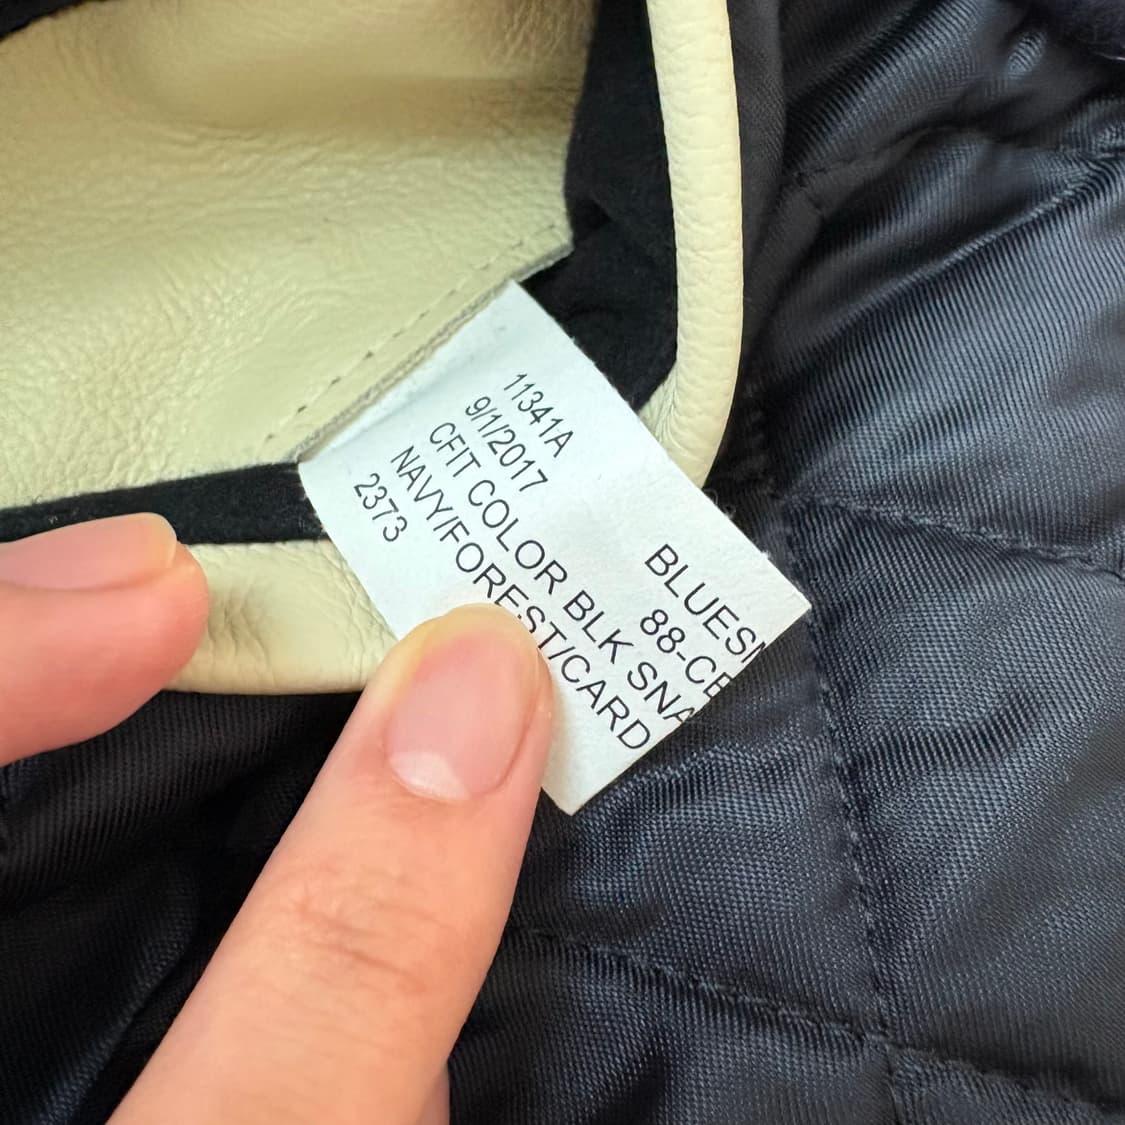 11341A
9/1/2017
CFIT COLOR BLK SNA
NAVY/FOREST/CARD
2373
BLUESM
88-CE